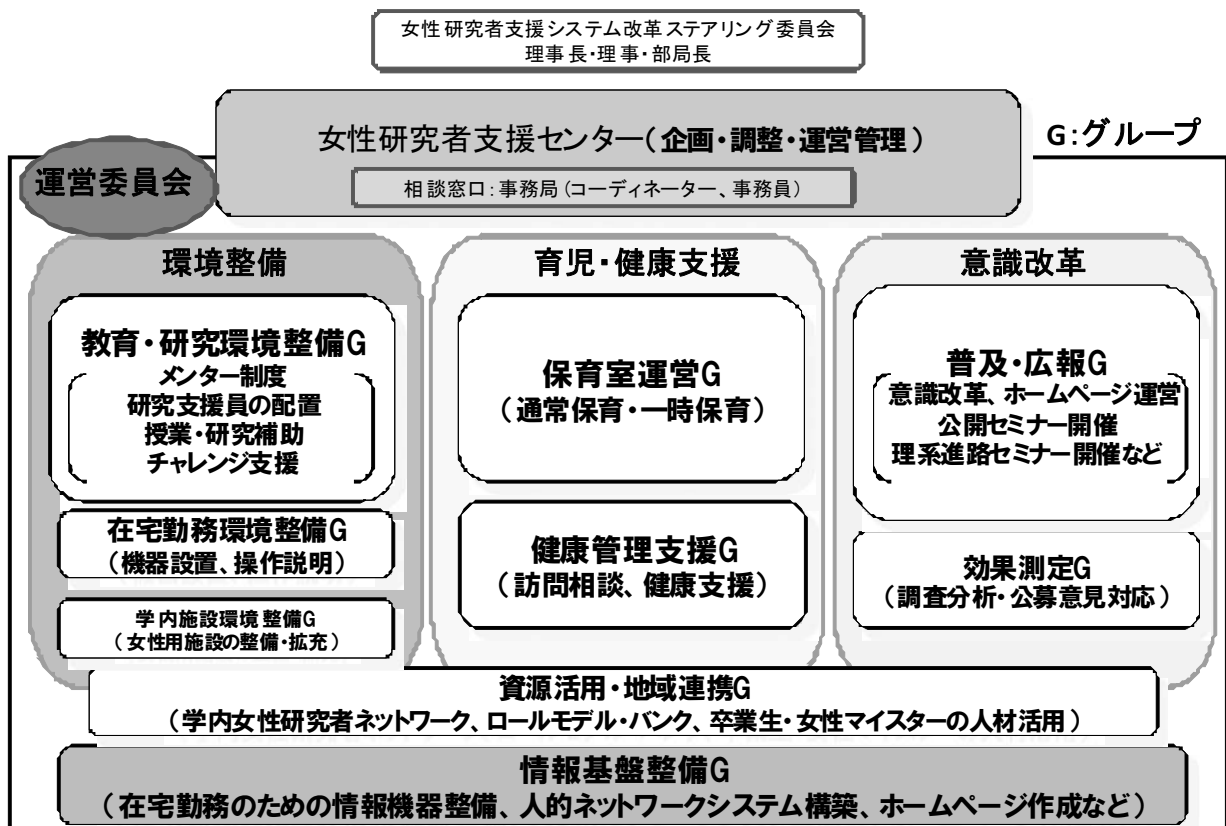 女性研究者支援システム改革ステアリング委員会
理事長・理事・部局長
女性研究者支援センター(企画・調整・運営管理)
G:グループ
運営委員会
相談窓口:事務局(コーディネーター、事務員)
環境整備
教育・研究環境整備G
メンター制度
研究支援員の配置
授業・研究補助
チャレンジ支援
在宅勤務環境整備G
(機器設置、操作説明)
学内施設環境整備G
(女性用施設の整備・拡充)
育児・健康支援
保育室運営G
(通常保育・一時保育)
健康管理支援G
(訪問相談、健康支援)
意識改革
普及・広報G
意識改革、ホームページ運営
公開セミナー開催
理系進路セミナー開催など
効果測定G
(調査分析・公募意見対応)
資源活用・地域連携G
(学内女性研究者ネットワーク、ロールモデル・バンク、卒業生・女性マイスターの人材活用)
情報基盤整備G
(在宅勤務のための情報機器整備、人的ネットワークシステム構築、ホームページ作成など)